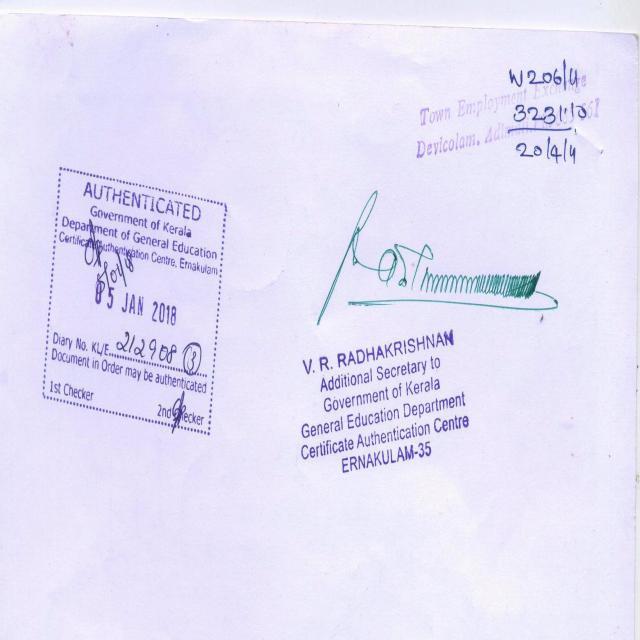 W206/4
Town Employment Exchange
Devicolam,
20/4/4
AUTHENTICATED
Government of Kerala
Department of General Education
Certificate Authentication Centre, Ernakulam
05 JAN 2018
Diary No. KL/E. 212908 (3)
Document in Order may be authenticated
1st Checker 2nd Checker
V. R. RADHAKRISHNAN
Additional Secretary to
Government of Kerala
General Education Department
Certificate Authentication Centre
ERNAKULAM-35